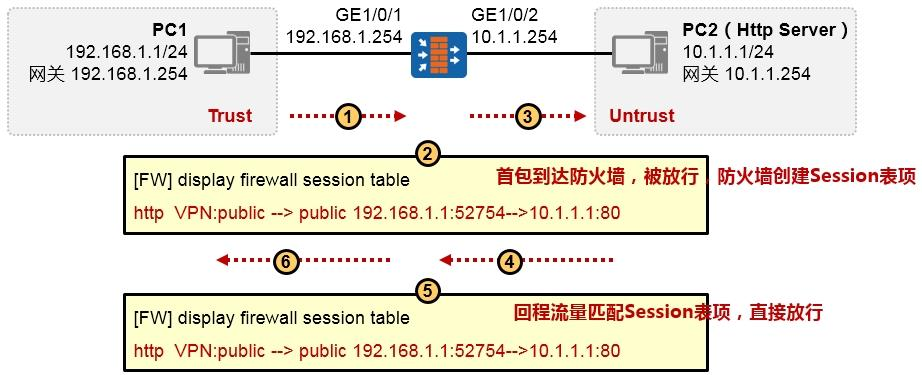 PC1
192.168.1.1/24
网关 192.168.1.254
Trust
GE1/0/1
192.168.1.254
GE1/0/2
10.1.1.254
PC2（Http Server）
10.1.1.1/24
网关 10.1.1.254
Untrust
1
3
2
[FW] display firewall session table
首包到达防火墙，被放行，防火墙创建Session表项
http VPN:public --> public 192.168.1.1:52754-->10.1.1.1:80
6
4
5
[FW] display firewall session table
回程流量匹配Session表项，直接放行
http VPN:public --> public 192.168.1.1:52754-->10.1.1.1:80